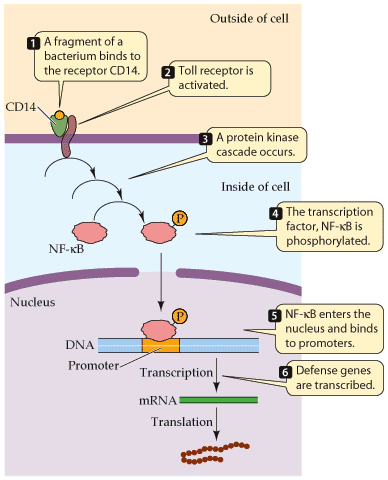 Outside of cell
1 A fragment of a
bacterium binds to
the receptor CD14.
2 Toll receptor is
activated.
CD14
3 A protein kinase
cascade occurs.
Inside of cell
P
4 The transcription
factor, NF-κB is
phosphorylated.
NF-κB
Nucleus
P
5 NF-κB enters the
nucleus and binds
to promoters.
DNA
Promoter
Transcription
6 Defense genes
are transcribed.
mRNA
Translation